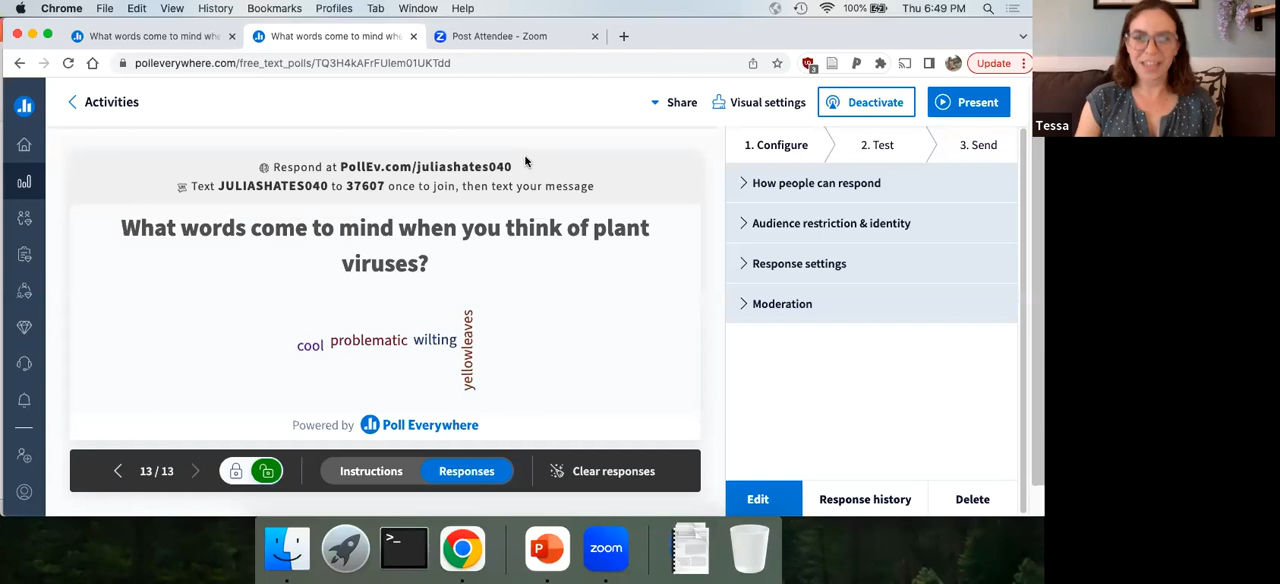 Chrome File Edit View History Bookmarks Profiles Tab Window Help 100% Thu 6:49 PM
What words come to mind whe
What words come to mind whe
Post Attendee - Zoom
polleverywhere.com/free_text_polls/TQ3H4kAFrFUlem01UKTdd
3
Update
Tessa
Activities
Share
Visual settings
Deactivate
Present
Respond at PollEv.com/juliashates040
Text JULIASHATES040 to 37607 once to join, then text your message
What words come to mind when you think of plant
viruses?
cool problematic wilting
yellowleaves
Powered by Poll Everywhere
13 / 13
Instructions
Responses
Clear responses
1. Configure
2. Test
3. Send
How people can respond
Audience restriction & identity
Response settings
Moderation
Edit
Response history
Delete
>_
P
zoom